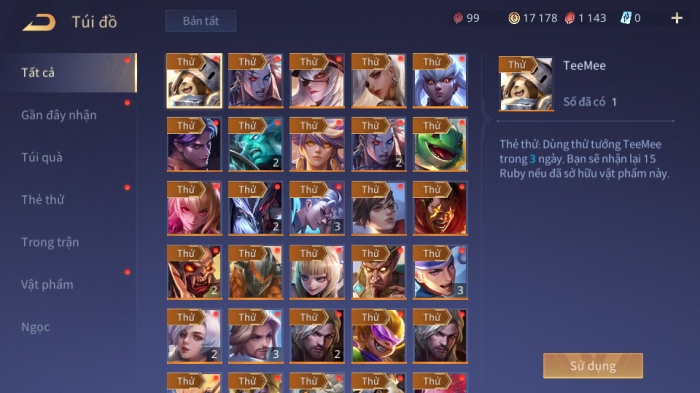 Túi đồ
Bán tất
99
17 178
1 143
0
+
Tất cả
Gần đây nhận
Túi quà
Thẻ thử
Trong trận
Vật phẩm
Ngọc
Thử Thử Thử Thử Thử
Thử Thử Thử Thử Thử
2 2
Thử Thử Thử Thử Thử
2 3
Thử Thử Thử Thử Thử
2 3
Thử Thử Thử Thử Thử
2 3 2
Thử Thử Thử Thử Thử
Thử
TeeMee
Số đã có 1
Thẻ thử: Dùng thử tướng TeeMee
trong 3 ngày. Bạn sẽ nhận lại 15
Ruby nếu đã sở hữu vật phẩm này.
Sử dụng